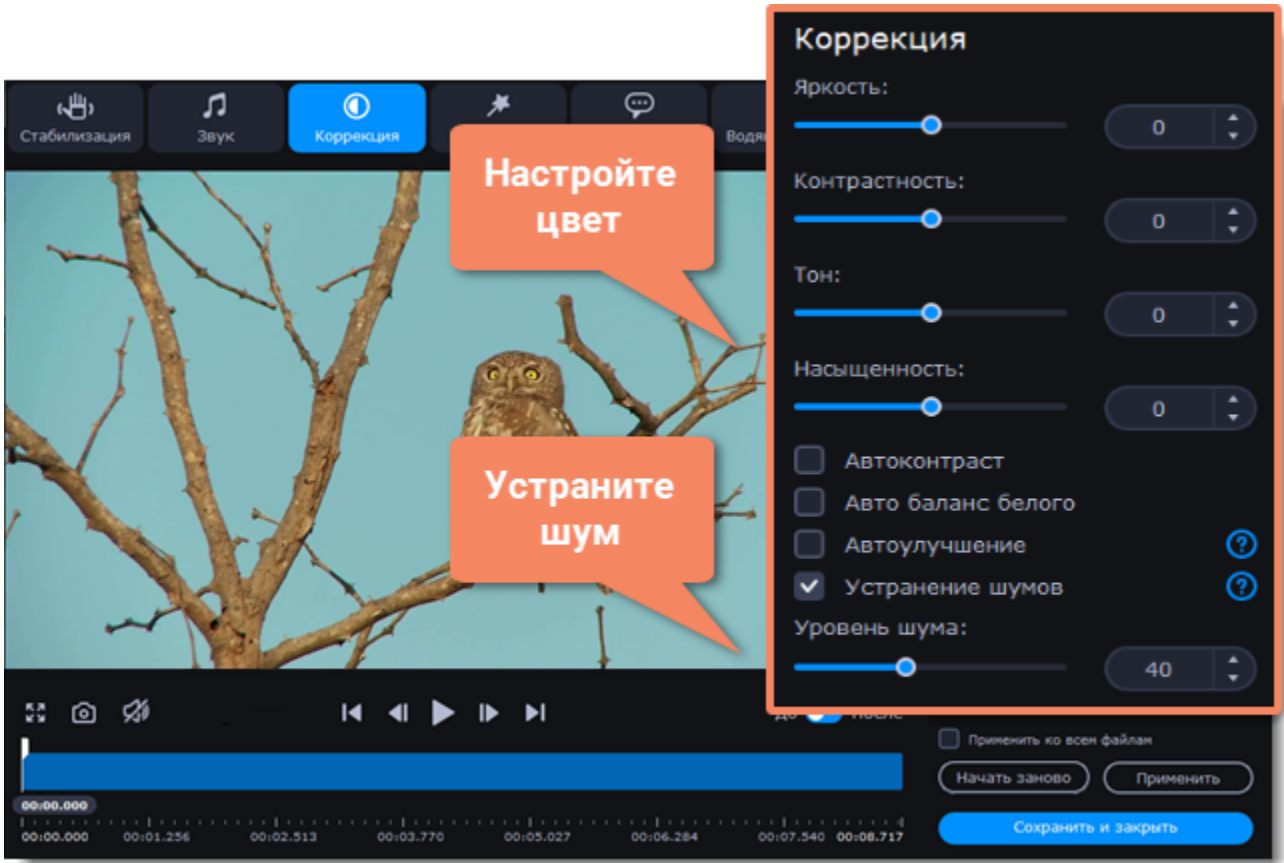 Коррекция
Яркость:
0
Контрастность:
0
Тон:
0
Насыщенность:
0
Автоконтраст
Авто баланс белого
Автоулучшение
?
Устранение шумов
?
Уровень шума:
40
Стабилизация
Звук
Коррекция
Настройте
цвет
Устраните
шум
До
После
Применить ко всем файлам
Начать заново
Применить
Сохранить и закрыть
00:00.000
00:00.000 00:01.256 00:02.513 00:03.770 00:05.027 00:06.284 00:07.540 00:08.717